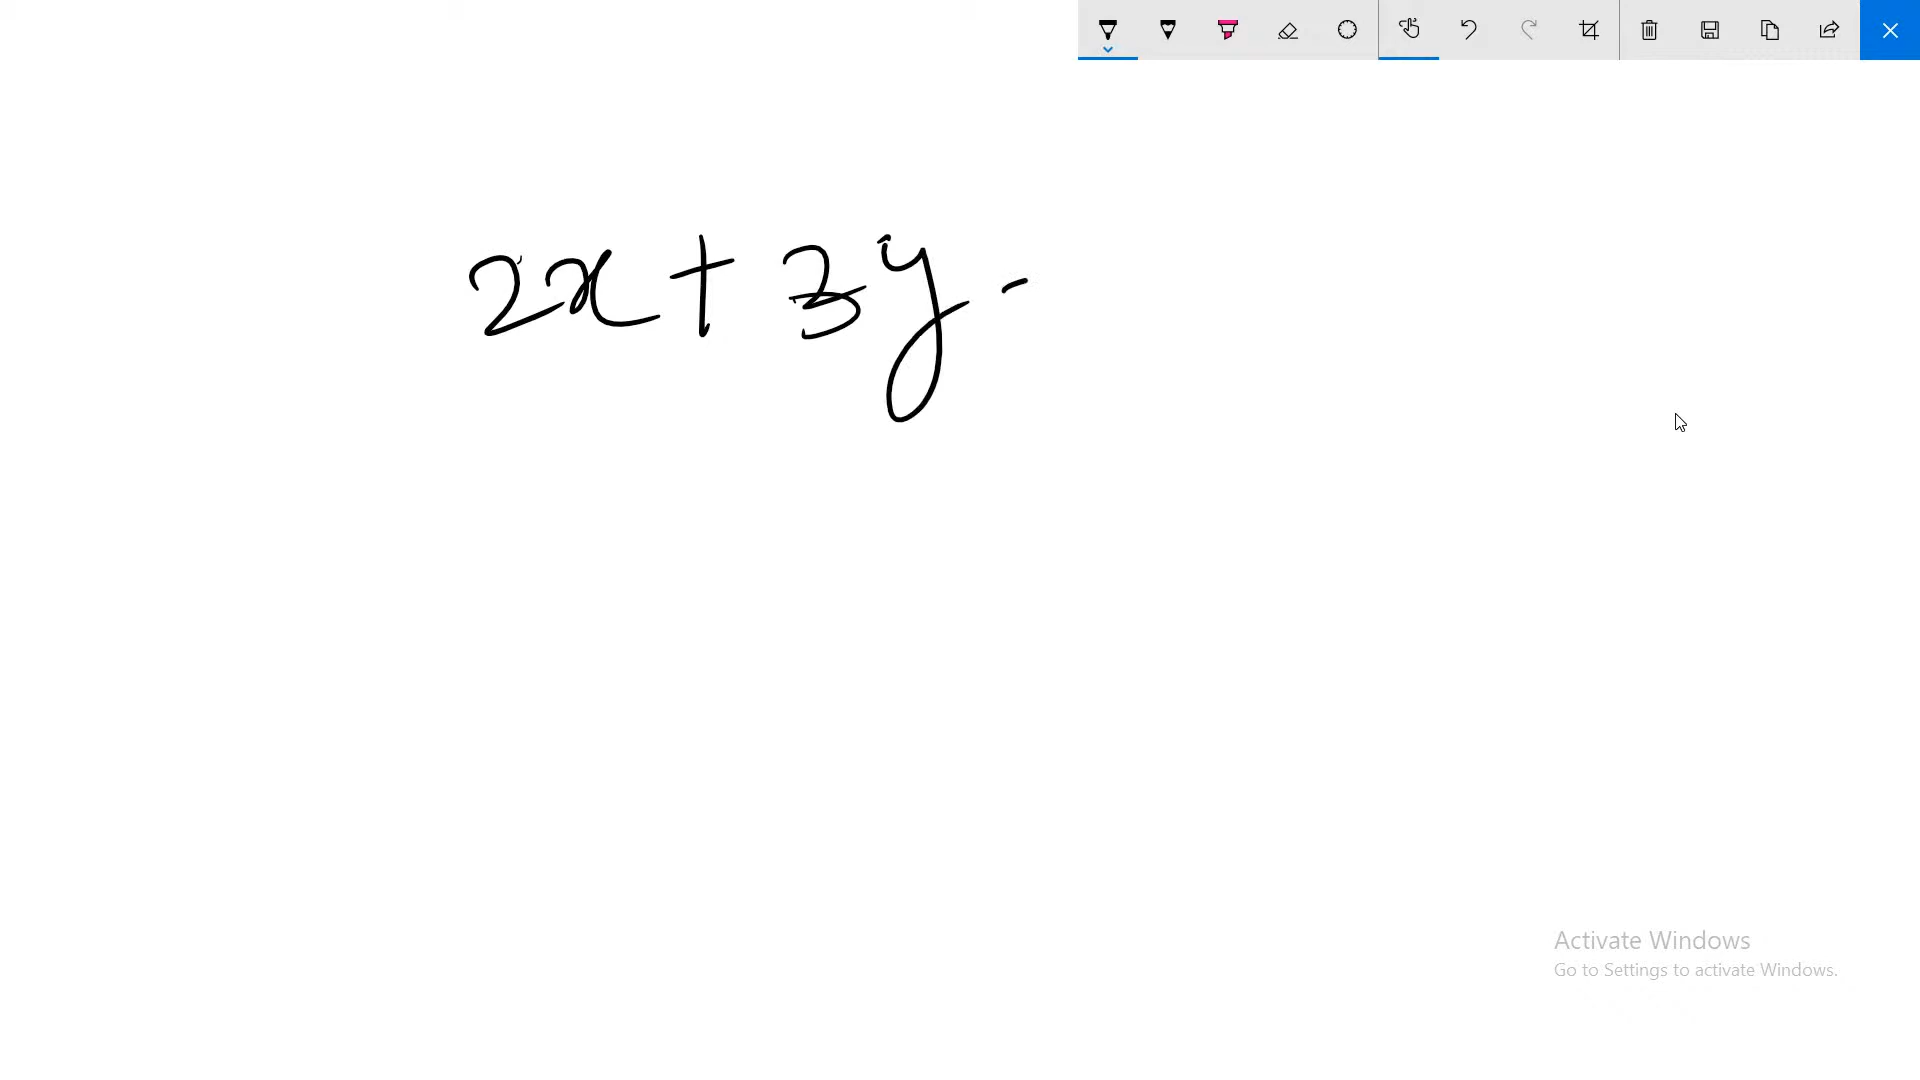 2x + 3y -
Activate Windows
Go to Settings to activate Windows.